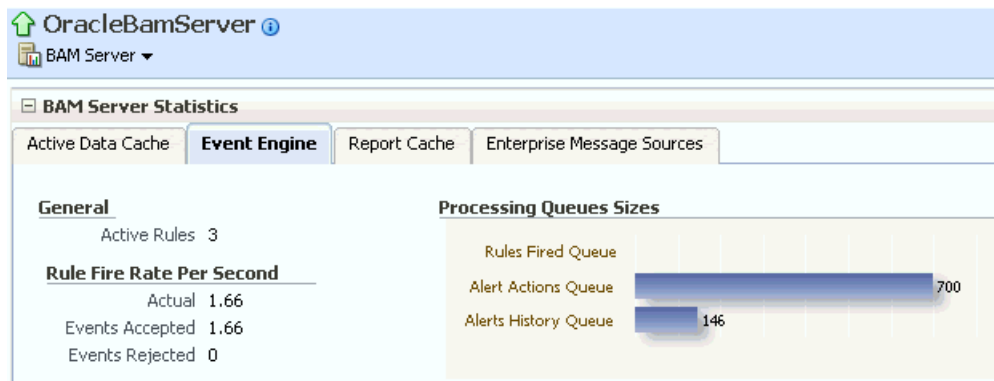 OracleBamServer
BAM Server
BAM Server Statistics
Active Data Cache
Event Engine
Report Cache
Enterprise Message Sources
General
Active Rules 3
Rule Fire Rate Per Second
Actual 1.66
Events Accepted 1.66
Events Rejected 0
Processing Queues Sizes
Rules Fired Queue
Alert Actions Queue 700
Alerts History Queue 146